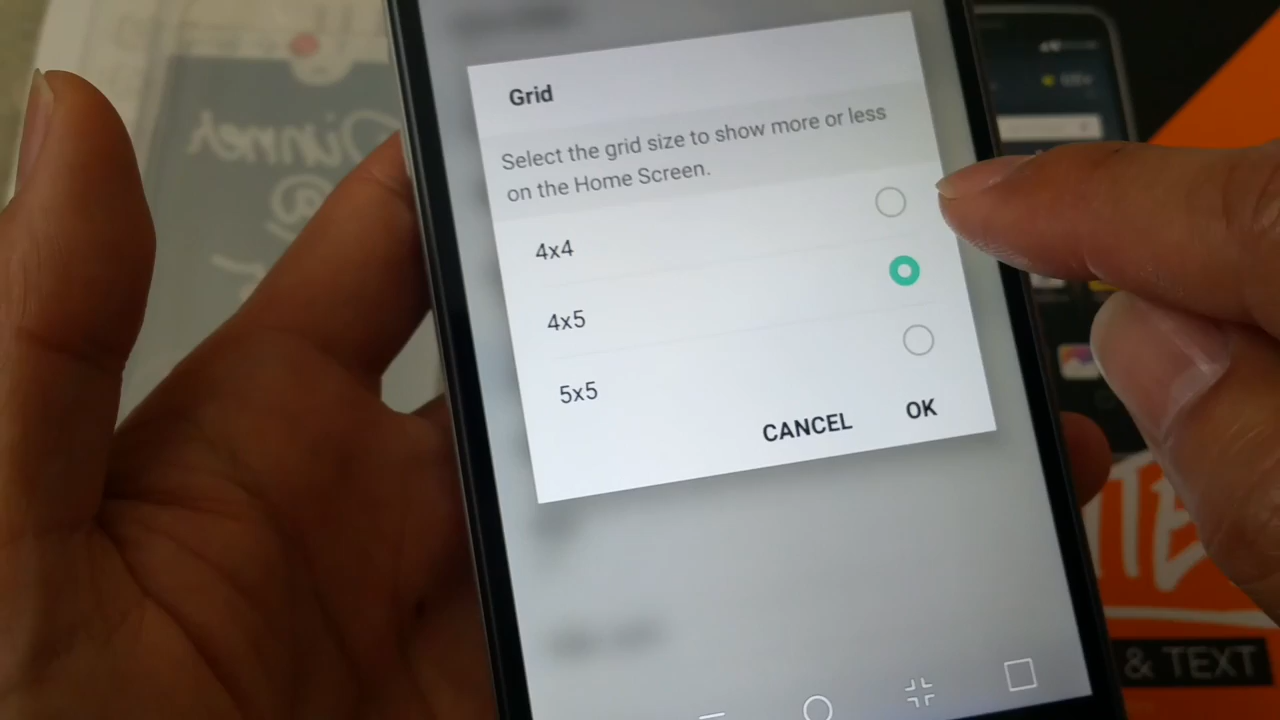 Grid
Select the grid size to show more or less
on the Home Screen.
4x4
4x5
5x5
CANCEL
OK
& TEXT